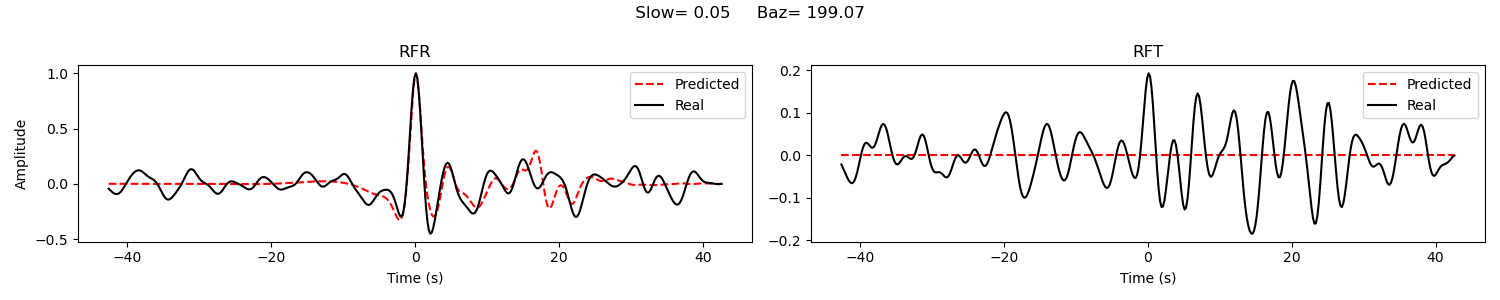 Slow= 0.05 Baz= 199.07
RFR
Amplitude
1.0
0.5
0.0
−0.5
−40
−20
0
20
40
Time (s)
Predicted
Real
RFT
0.2
0.1
0.0
−0.1
−0.2
−40
−20
0
20
40
Time (s)
Predicted
Real